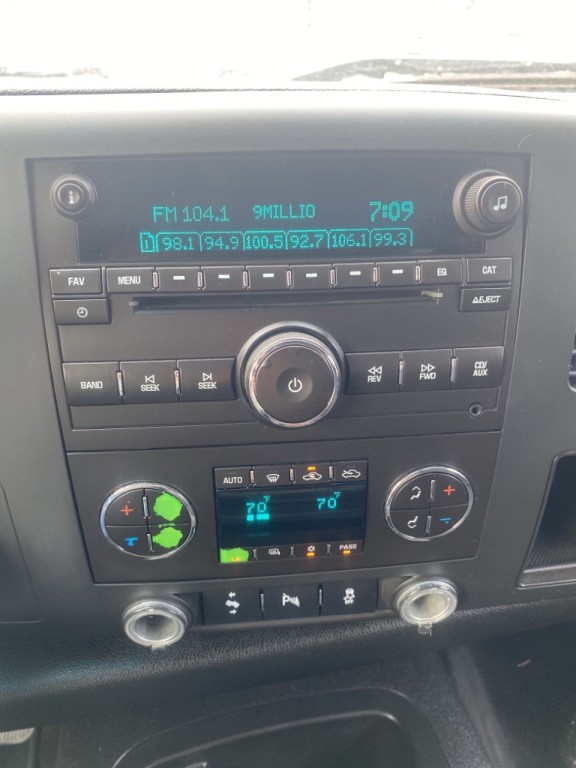 FM 104.1 9MILLIO 7:09
1 98.1 94.9 100.5 92.7 106.1 99.3
FAV MENU EQ CAT
EJECT
BAND SEEK SEEK REV FWD CD/
AUX
AUTO
70°F 70°F
PASS
OFF